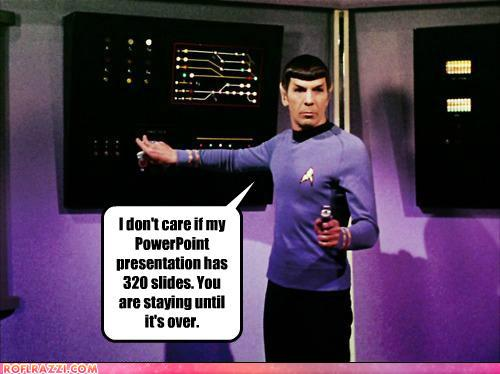 I don't care if my
PowerPoint
presentation has
320 slides. You
are staying until
it's over.
ROFLRAZZI.COM